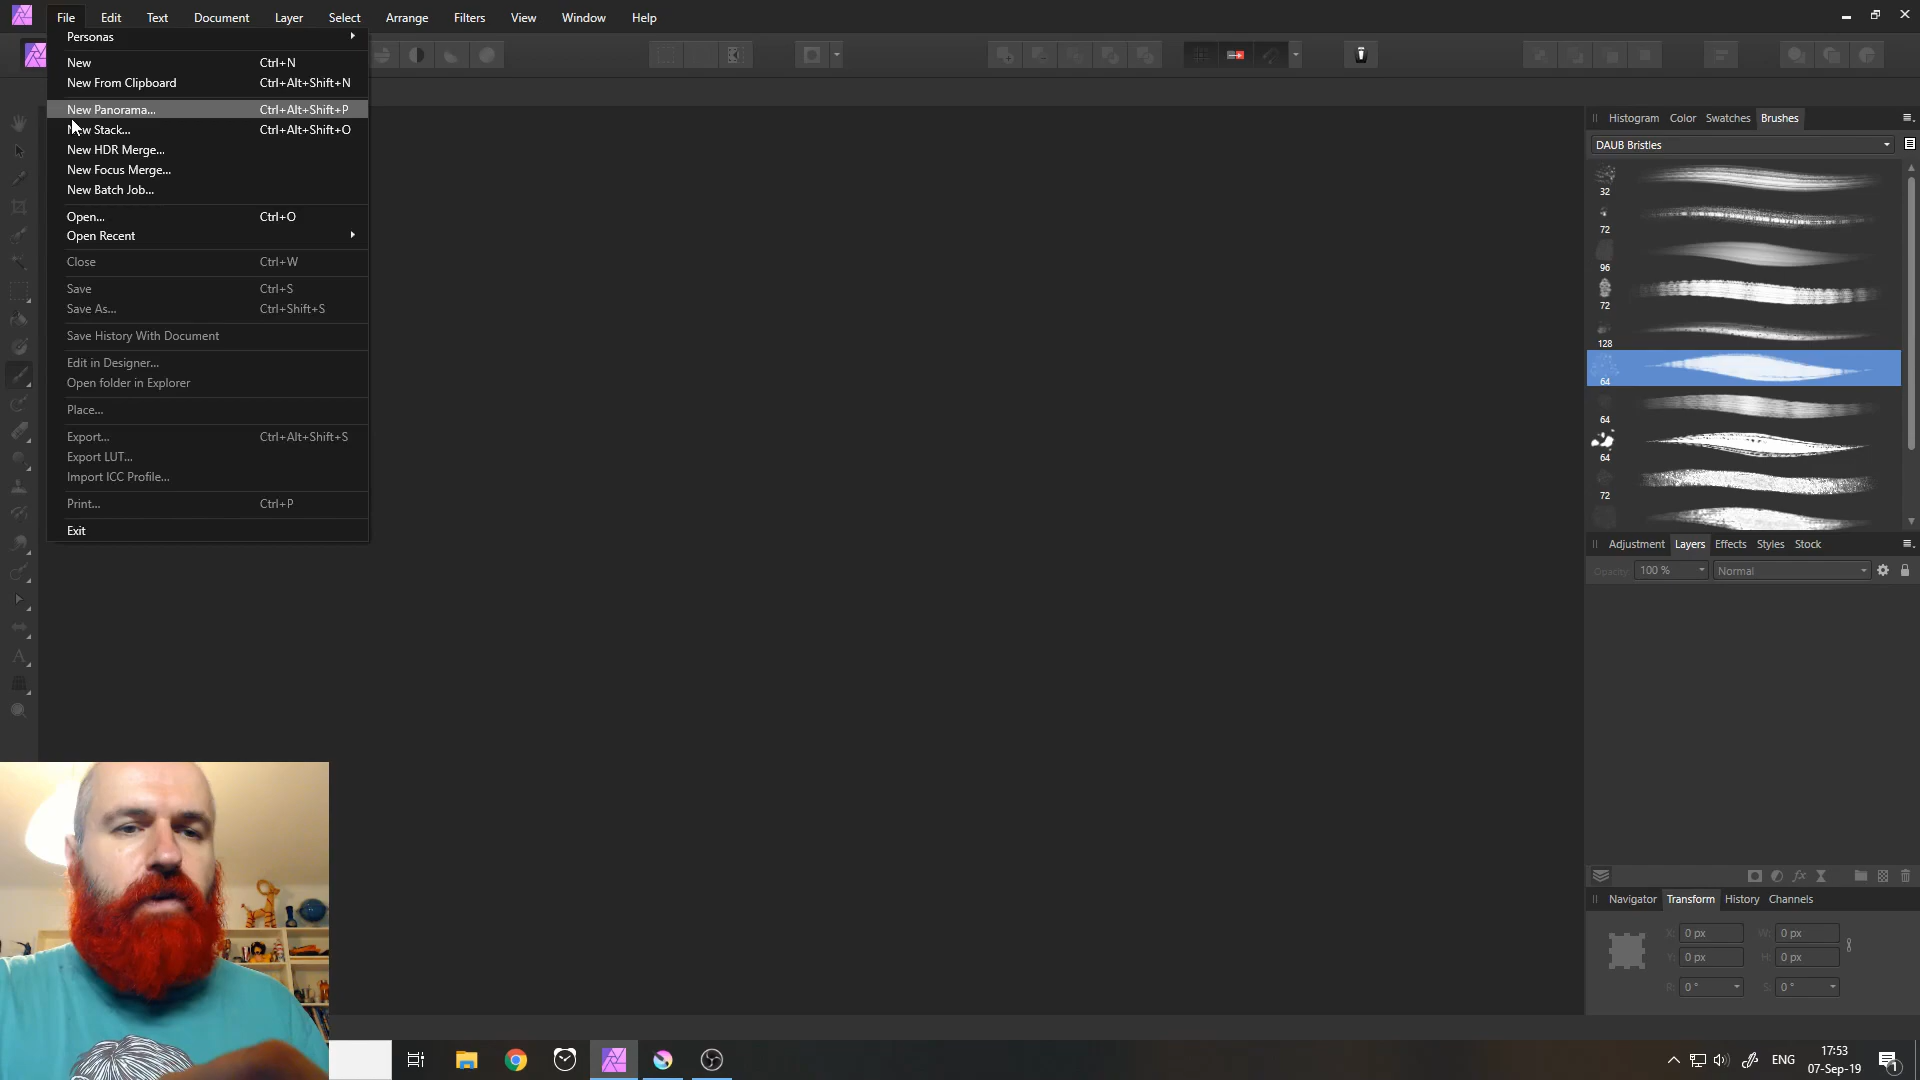 File Edit Text Document Layer Select Arrange Filters View Window Help
Personas
New Ctrl+N
New From Clipboard Ctrl+Alt+Shift+N
New Panorama... Ctrl+Alt+Shift+P
New Stack... Ctrl+Alt+Shift+O
New HDR Merge...
New Focus Merge...
New Batch Job...
Open... Ctrl+O
Open Recent
Close Ctrl+W
Save Ctrl+S
Save As... Ctrl+Shift+S
Save History With Document
Edit in Designer...
Open folder in Explorer
Place...
Export... Ctrl+Alt+Shift+S
Export LUT...
Import ICC Profile...
Print... Ctrl+P
Exit
Histogram Color Swatches Brushes
DAUB Bristles
32
72
96
72
128
64
64
64
72
Adjustment Layers Effects Styles Stock
Opacity: 100 % Normal
Navigator Transform History Channels
X: 0 px W: 0 px
Y: 0 px H: 0 px
R: 0 ° S: 0 °
ENG
17:53
07-Sep-19
1